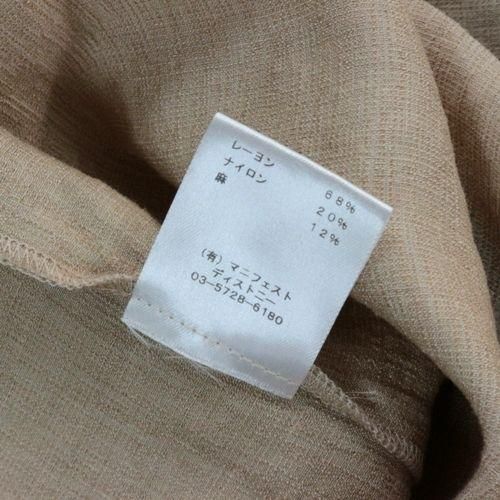 レーヨン 68%
ナイロン 20%
麻 12%
(有) マニフェスト
ディストニー
03-5728-6180